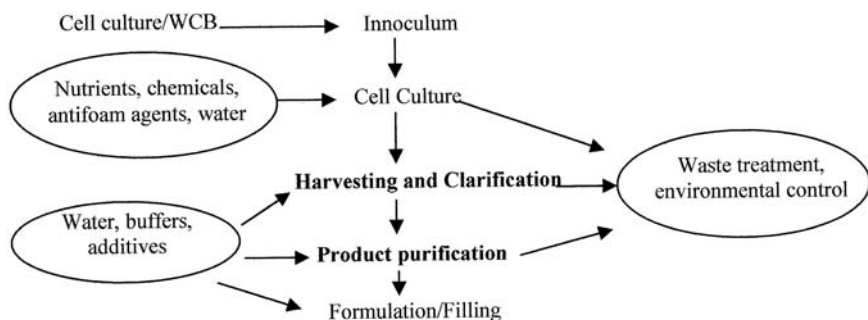 Cell culture/WCB
Innoculum
Nutrients, chemicals,
antifoam agents, water
Cell Culture
Harvesting and Clarification
Waste treatment,
environmental control
Water, buffers,
additives
Product purification
Formulation/Filling